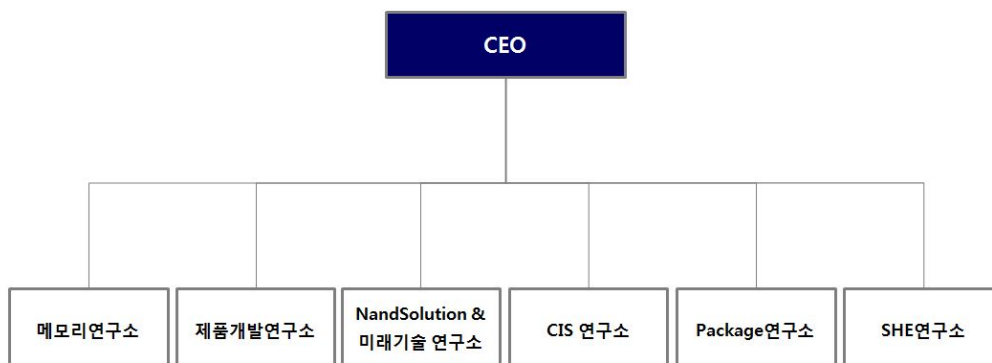 CEO
메모리연구소
제품개발연구소
NandSolution &
미래기술 연구소
CIS 연구소
Package연구소
SHE연구소